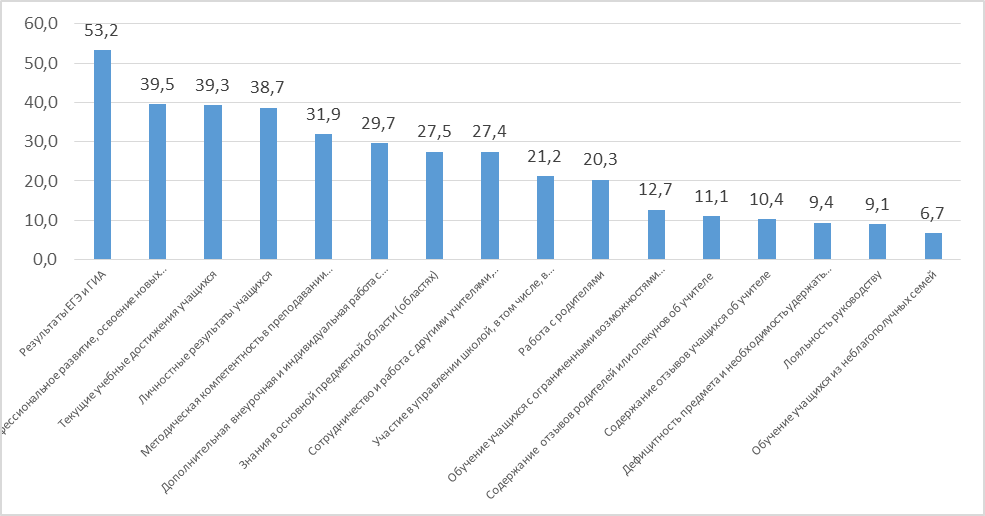 60,0
50,0
40,0
30,0
20,0
10,0
0,0
53,2
39,5
39,3
38,7
31,9
29,7
27,5
27,4
21,2
20,3
12,7
11,1
10,4
9,4
9,1
6,7
Результаты ЕГЭ и ГИА
фессиональное развитие, освоение новых…
Текущие учебные достижения учащихся
Личностные результаты учащихся
Методическая компетентность в преподавании…
Дополнительная внеурочная и индивидуальная работа с…
Знания в основной предметной области (областях)
Сотрудничество и работа с другими учителями,…
Участие в управлении школой, в том числе, в…
Работа с родителями
Обучение учащихся с ограниченными возможностями…
Содержание отзывов родителей или опекунов об учителе
Содержание отзывов учащихся об учителе
Дефицитность предмета и необходимость удержать…
Лояльность руководству
Обучение учащихся из неблагополучных семей